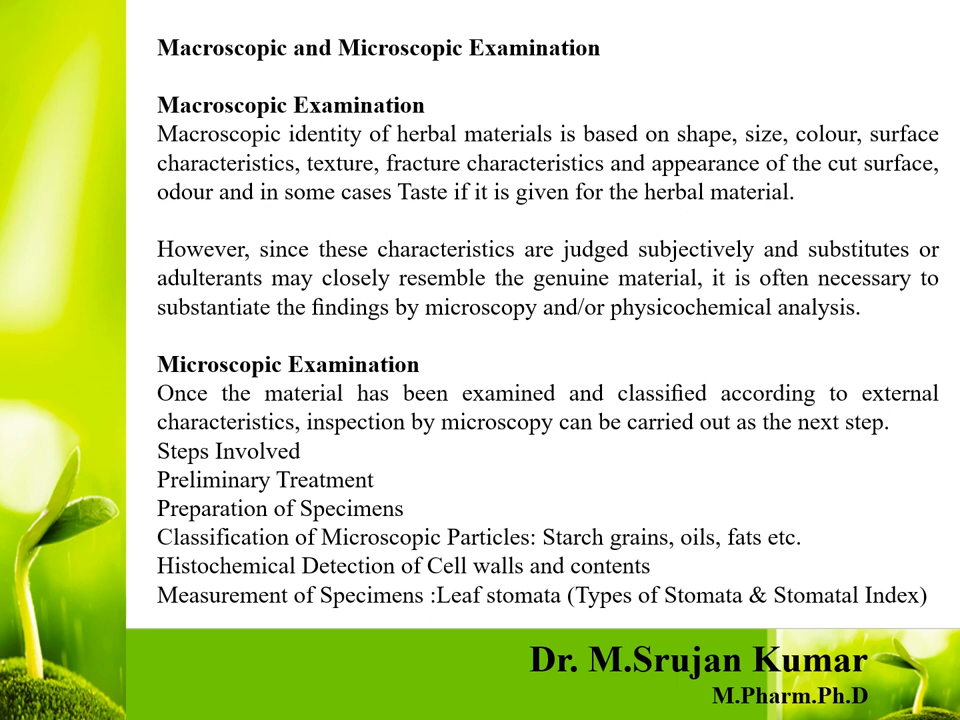 Macroscopic and Microscopic Examination
Macroscopic Examination
Macroscopic identity of herbal materials is based on shape, size, colour, surface
characteristics, texture, fracture characteristics and appearance of the cut surface,
odour and in some cases Taste if it is given for the herbal material.
However, since these characteristics are judged subjectively and substitutes or
adulterants may closely resemble the genuine material, it is often necessary to
substantiate the findings by microscopy and/or physicochemical analysis.
Microscopic Examination
Once the material has been examined and classified according to external
characteristics, inspection by microscopy can be carried out as the next step.
Steps Involved
Preliminary Treatment
Preparation of Specimens
Classification of Microscopic Particles: Starch grains, oils, fats etc.
Histochemical Detection of Cell walls and contents
Measurement of Specimens :Leaf stomata (Types of Stomata & Stomatal Index)
Dr. M.Srujan Kumar
M.Pharm.Ph.D